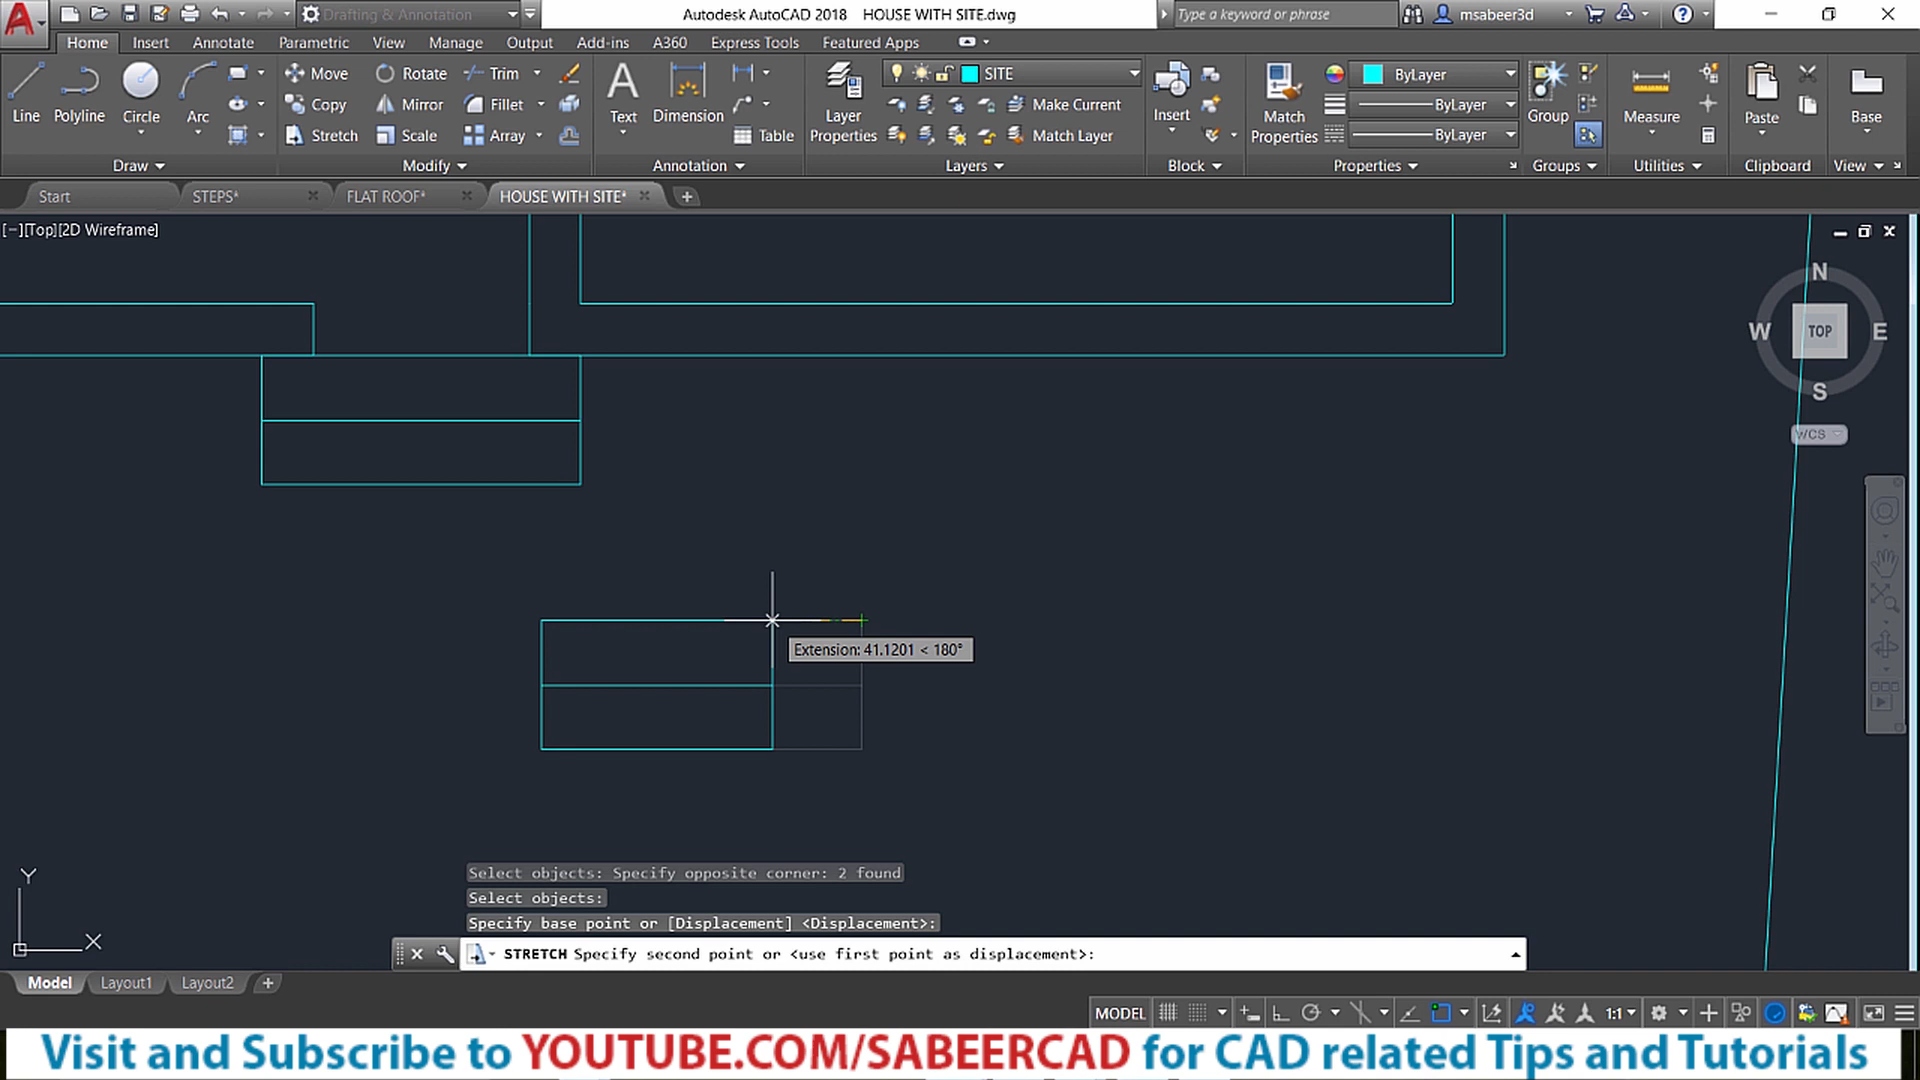 Drafting & Annotation
Autodesk AutoCAD 2018 HOUSE WITH SITE.dwg
Type a keyword or phrase
msabeer3d
Home Insert Annotate Parametric View Manage Output Add-ins A360 Express Tools Featured Apps
Line Polyline Circle Arc
Move Rotate Trim
Copy Mirror Fillet
Stretch Scale Array
Text Dimension Table
Layer Properties
SITE
Make Current
Match Layer
Insert
Match Properties
ByLayer
ByLayer
ByLayer
Group
Measure
Paste
Base
Draw Modify Annotation Layers Block Properties Groups Utilities Clipboard View
Start STEPS* FLAT ROOF* HOUSE WITH SITE*
[−][Top][2D Wireframe]
N
W TOP E
S
WCS
Extension: 41.1201 < 180°
Y
X
Select objects: Specify opposite corner: 2 found
Select objects:
Specify base point or [Displacement] <Displacement>:
STRETCH Specify second point or <use first point as displacement>:
Model Layout1 Layout2
MODEL 1:1
Visit and Subscribe to YOUTUBE.COM/SABEERCAD for CAD related Tips and Tutorials